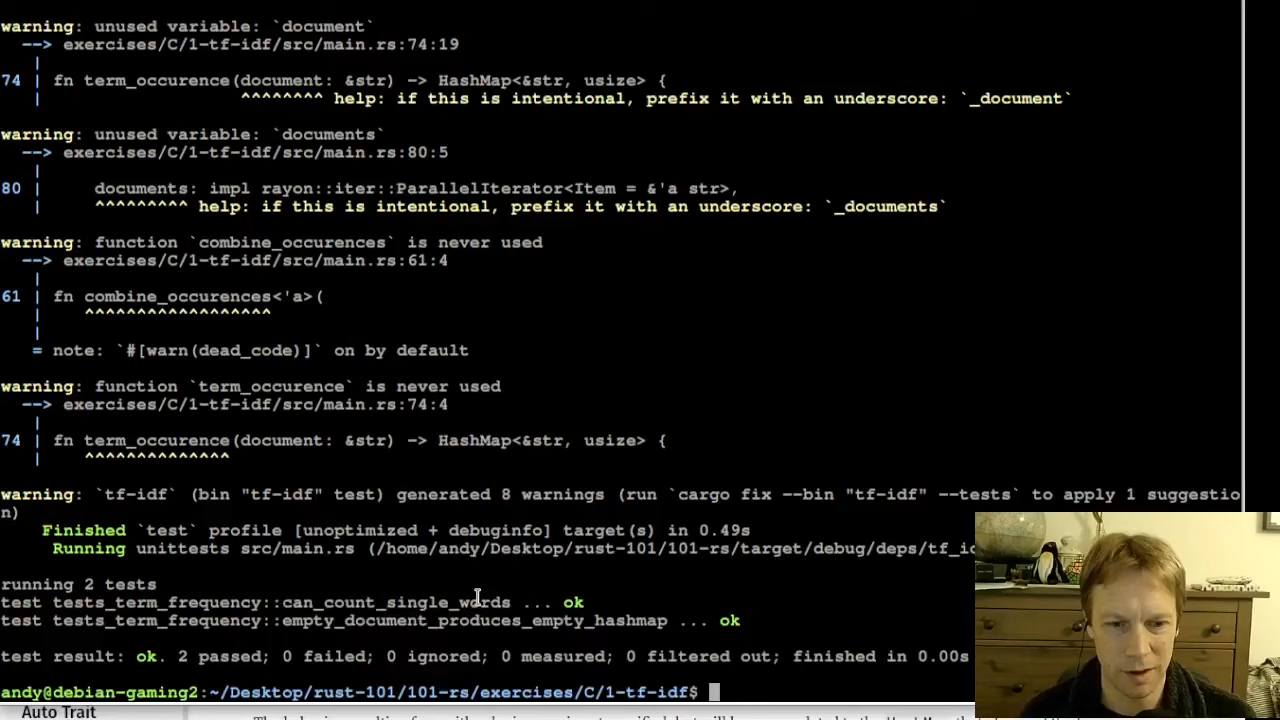 warning: unused variable: `document`
--> exercises/C/1-tf-idf/src/main.rs:74:19
|
74 | fn term_occurence(document: &str) -> HashMap<&str, usize> {
| ^^^^^^^^ help: if this is intentional, prefix it with an underscore: `_document`
warning: unused variable: `documents`
--> exercises/C/1-tf-idf/src/main.rs:80:5
|
80 | documents: impl rayon::iter::ParallelIterator<Item = &'a str>,
| ^^^^^^^^^ help: if this is intentional, prefix it with an underscore: `_documents`
warning: function `combine_occurences` is never used
--> exercises/C/1-tf-idf/src/main.rs:61:4
|
61 | fn combine_occurences<'a>(
| ^^^^^^^^^^^^^^^^^^
|
= note: `#[warn(dead_code)]` on by default
warning: function `term_occurence` is never used
--> exercises/C/1-tf-idf/src/main.rs:74:4
|
74 | fn term_occurence(document: &str) -> HashMap<&str, usize> {
| ^^^^^^^^^^^^^^
warning: `tf-idf` (bin "tf-idf" test) generated 8 warnings (run `cargo fix --bin "tf-idf" --tests` to apply 1 suggestio
n)
Finished `test` profile [unoptimized + debuginfo] target(s) in 0.49s
Running unittests src/main.rs (/home/andy/Desktop/rust-101/101-rs/target/debug/deps/tf_i
running 2 tests
test tests_term_frequency::can_count_single_words ... ok
test tests_term_frequency::empty_document_produces_empty_hashmap ... ok
test result: ok. 2 passed; 0 failed; 0 ignored; 0 measured; 0 filtered out; finished in 0.00s
andy@debian-gaming2:~/Desktop/rust-101/101-rs/exercises/C/1-tf-idf$
Auto Trait